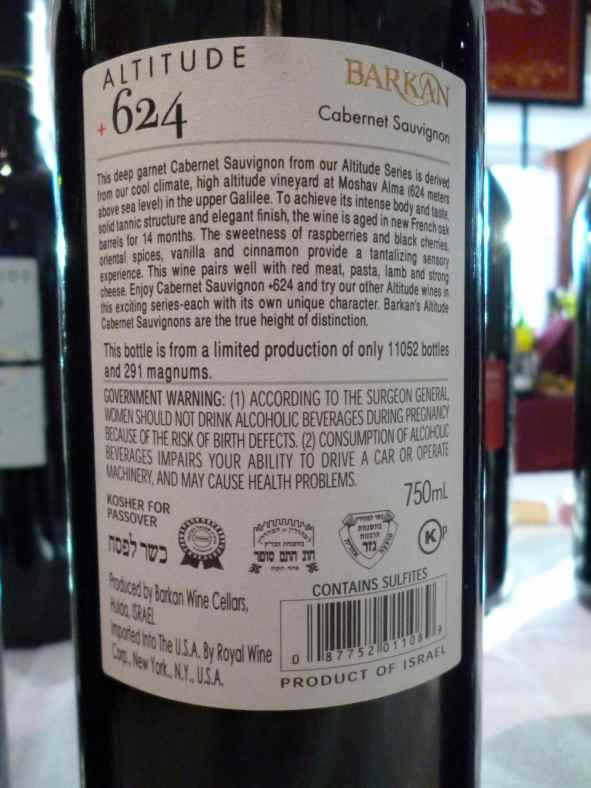 ALTITUDE
+624
BARKAN
Cabernet Sauvignon
This deep garnet Cabernet Sauvignon from our Altitude Series is derived
from our cool climate, high altitude vineyard at Moshav Alma (624 meters
above sea level) in the upper Galilee. To achieve its intense body and taste,
solid tannic structure and elegant finish, the wine is aged in new French oak
barrels for 14 months. The sweetness of raspberries and black cherries,
oriental spices, vanilla and cinnamon provide a tantalizing sensory
experience. This wine pairs well with red meat, pasta, lamb and strong
cheese. Enjoy Cabernet Sauvignon +624 and try our other Altitude wines in
this exciting series-each with its own unique character. Barkan's Altitude
Cabernet Sauvignons are the true height of distinction.
This bottle is from a limited production of only 11052 bottles
and 291 magnums.
GOVERNMENT WARNING: (1) ACCORDING TO THE SURGEON GENERAL,
WOMEN SHOULD NOT DRINK ALCOHOLIC BEVERAGES DURING PREGNANCY
BECAUSE OF THE RISK OF BIRTH DEFECTS. (2) CONSUMPTION OF ALCOHOLIC
BEVERAGES IMPAIRS YOUR ABILITY TO DRIVE A CAR OR OPERATE
MACHINERY, AND MAY CAUSE HEALTH PROBLEMS.
750mL
KOSHER FOR
PASSOVER
כשר לפסח
חוג חתם סופר
K P
Produced by Barkan Wine Cellars,
Hulda, ISRAEL
Imported Into The U.S.A. By Royal Wine
Corp., New York., N.Y., U.S.A.
CONTAINS SULFITES
0 87752 01108 9
PRODUCT OF ISRAEL